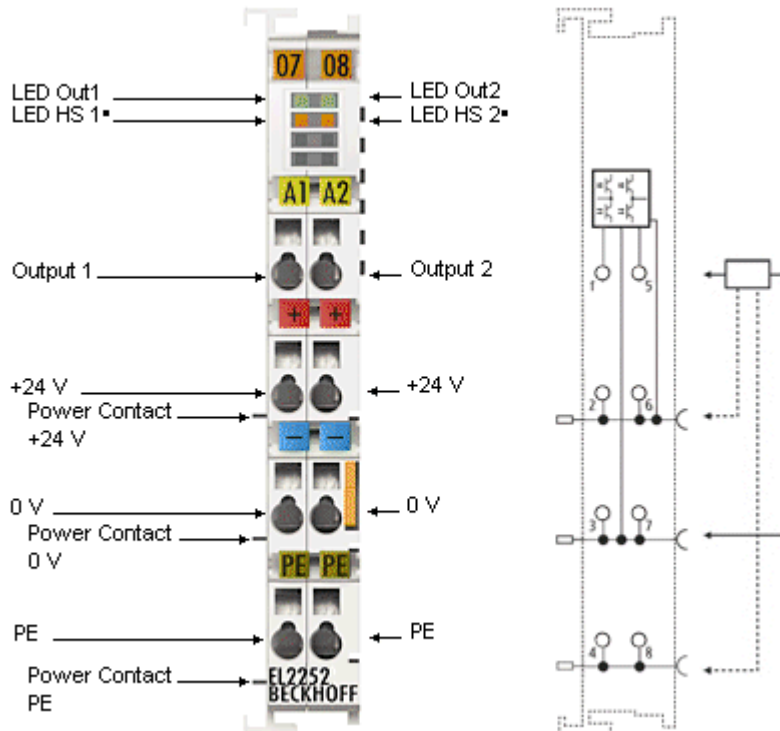 07 08
LED Out1
LED Out2
LED HS 1▪
LED HS 2▪
A1 A2
Output 1
Output 2
+ +
+24 V
+24 V
Power Contact
+24 V
- -
0 V
0 V
Power Contact
0 V
PE PE
PE
PE
Power Contact
PE
EL2252
BECKHOFF
1
5
2
6
3
7
4
8